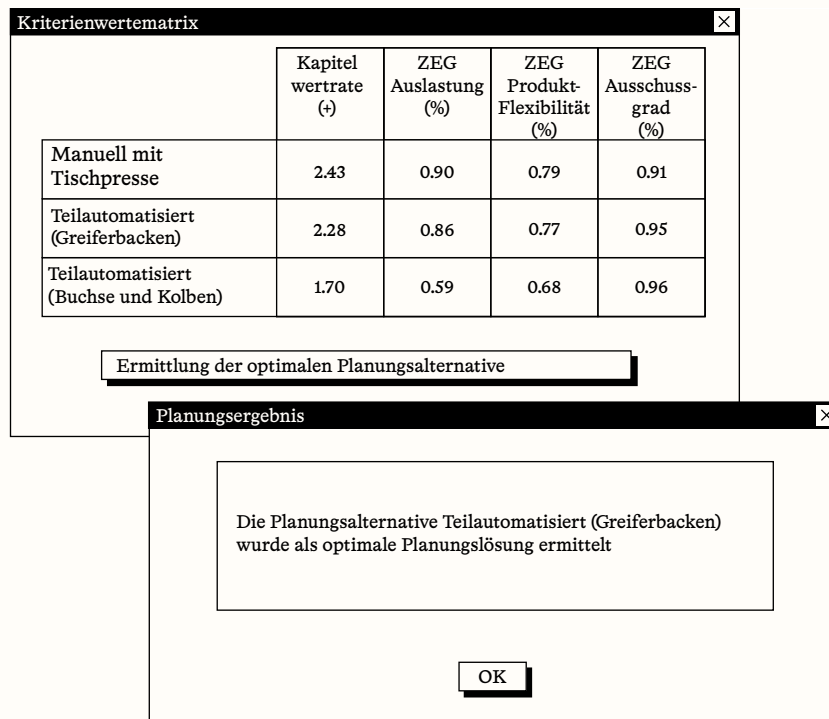 Kriterienwertematrix
Kapitel
wertrate
(+)
ZEG
Auslastung
(%)
ZEG
Produkt-
Flexibilität
(%)
ZEG
Ausschuss-
grad
(%)
Manuell mit
Tischpresse
2.43
0.90
0.79
0.91
Teilautomatisiert
(Greiferbacken)
2.28
0.86
0.77
0.95
Teilautomatisiert
(Buchse und Kolben)
1.70
0.59
0.68
0.96
Ermittlung der optimalen Planungsalternative
Planungsergebnis
Die Planungsalternative Teilautomatisiert (Greiferbacken)
wurde als optimale Planungslösung ermittelt
OK